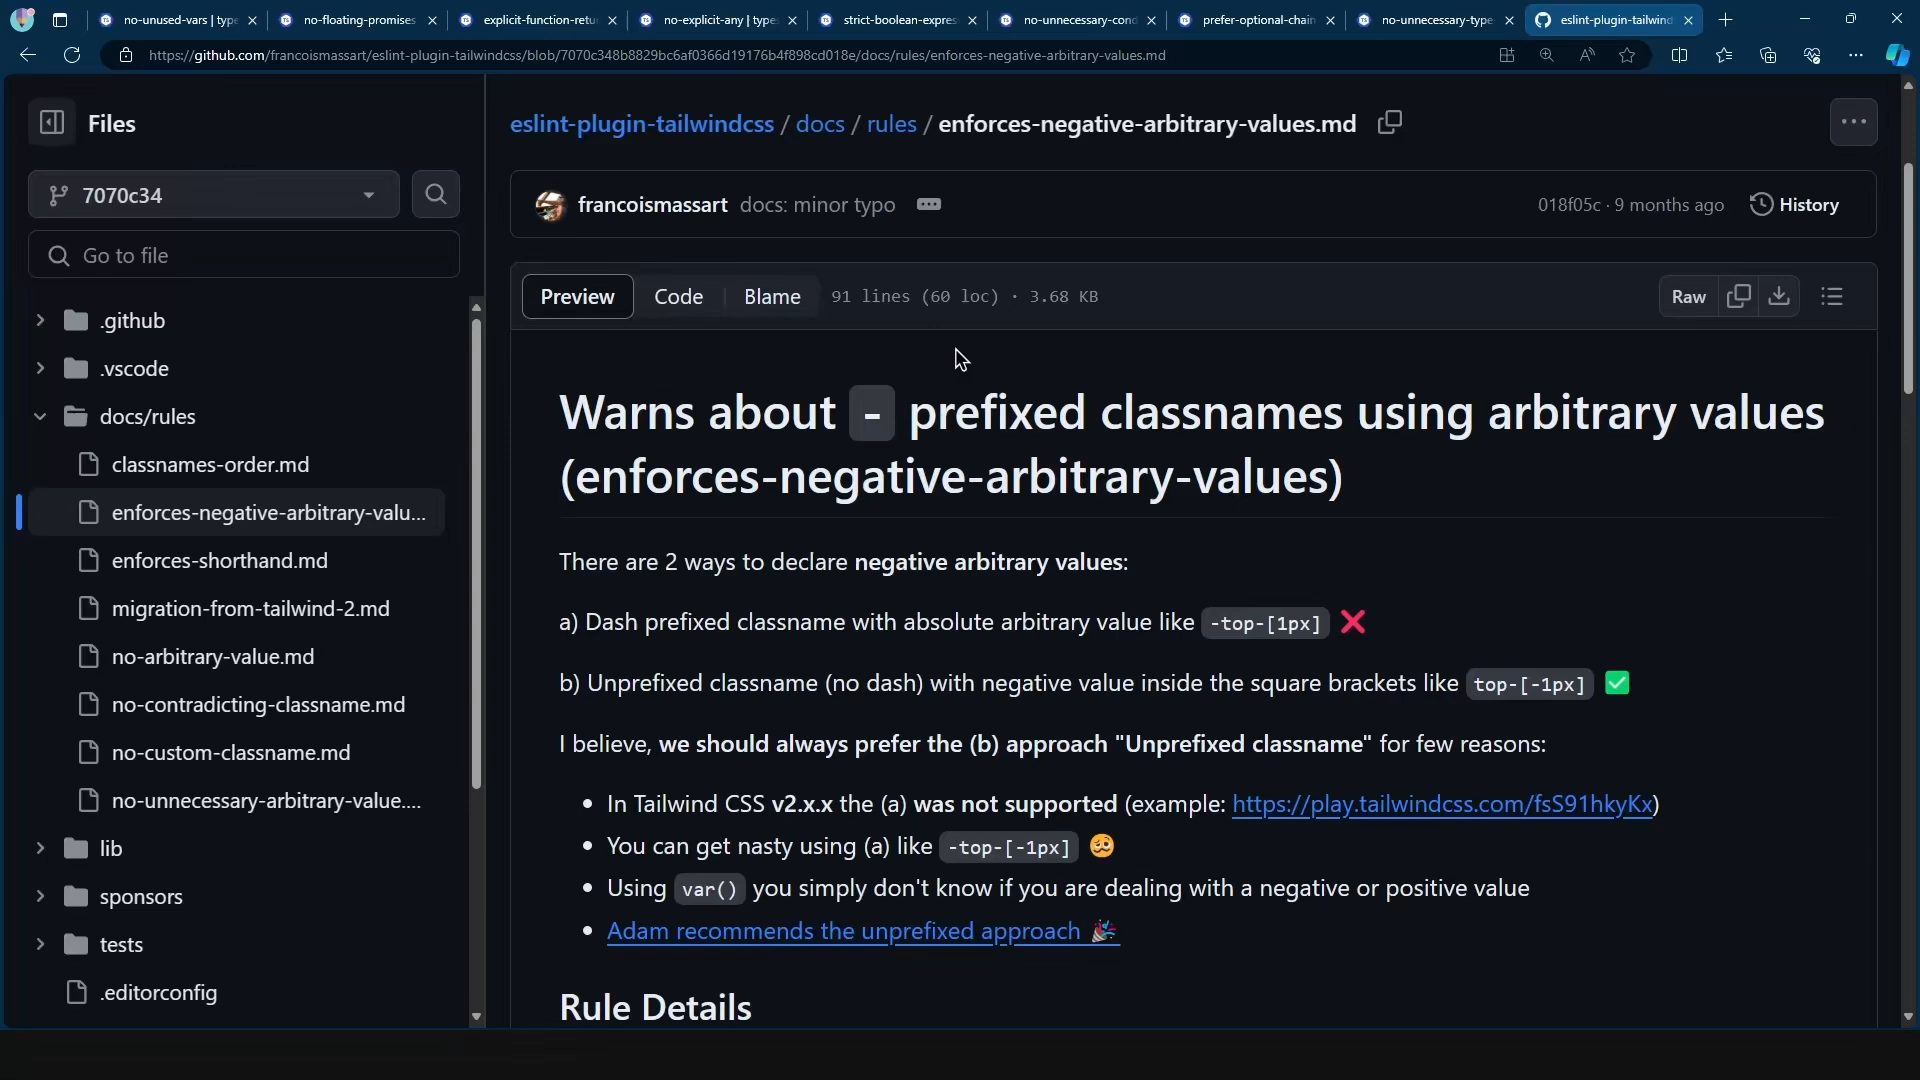 no-unused-vars | type
no-floating-promises
explicit-function-retu
no-explicit-any | types
strict-boolean-express
no-unnecessary-cond
prefer-optional-chain
no-unnecessary-type
eslint-plugin-tailwind
https://github.com/francoismassart/eslint-plugin-tailwindcss/blob/7070c348b8829bc6af0366d19176b4f898cd018e/docs/rules/enforces-negative-arbitrary-values.md
Files
7070c34
Go to file
.github
.vscode
docs/rules
classnames-order.md
enforces-negative-arbitrary-valu...
enforces-shorthand.md
migration-from-tailwind-2.md
no-arbitrary-value.md
no-contradicting-classname.md
no-custom-classname.md
no-unnecessary-arbitrary-value....
lib
sponsors
tests
.editorconfig
eslint-plugin-tailwindcss / docs / rules / enforces-negative-arbitrary-values.md
francoismassart docs: minor typo
018f05c · 9 months ago History
Preview Code Blame 91 lines (60 loc) · 3.68 KB Raw
Warns about - prefixed classnames using arbitrary values
(enforces-negative-arbitrary-values)
There are 2 ways to declare negative arbitrary values:
a) Dash prefixed classname with absolute arbitrary value like -top-[1px] ❌
b) Unprefixed classname (no dash) with negative value inside the square brackets like top-[-1px] ✅
I believe, we should always prefer the (b) approach "Unprefixed classname" for few reasons:
• In Tailwind CSS v2.x.x the (a) was not supported (example: https://play.tailwindcss.com/fsS91hkyKx)
• You can get nasty using (a) like -top-[-1px] 🥴
• Using var() you simply don't know if you are dealing with a negative or positive value
• Adam recommends the unprefixed approach 🎉
Rule Details